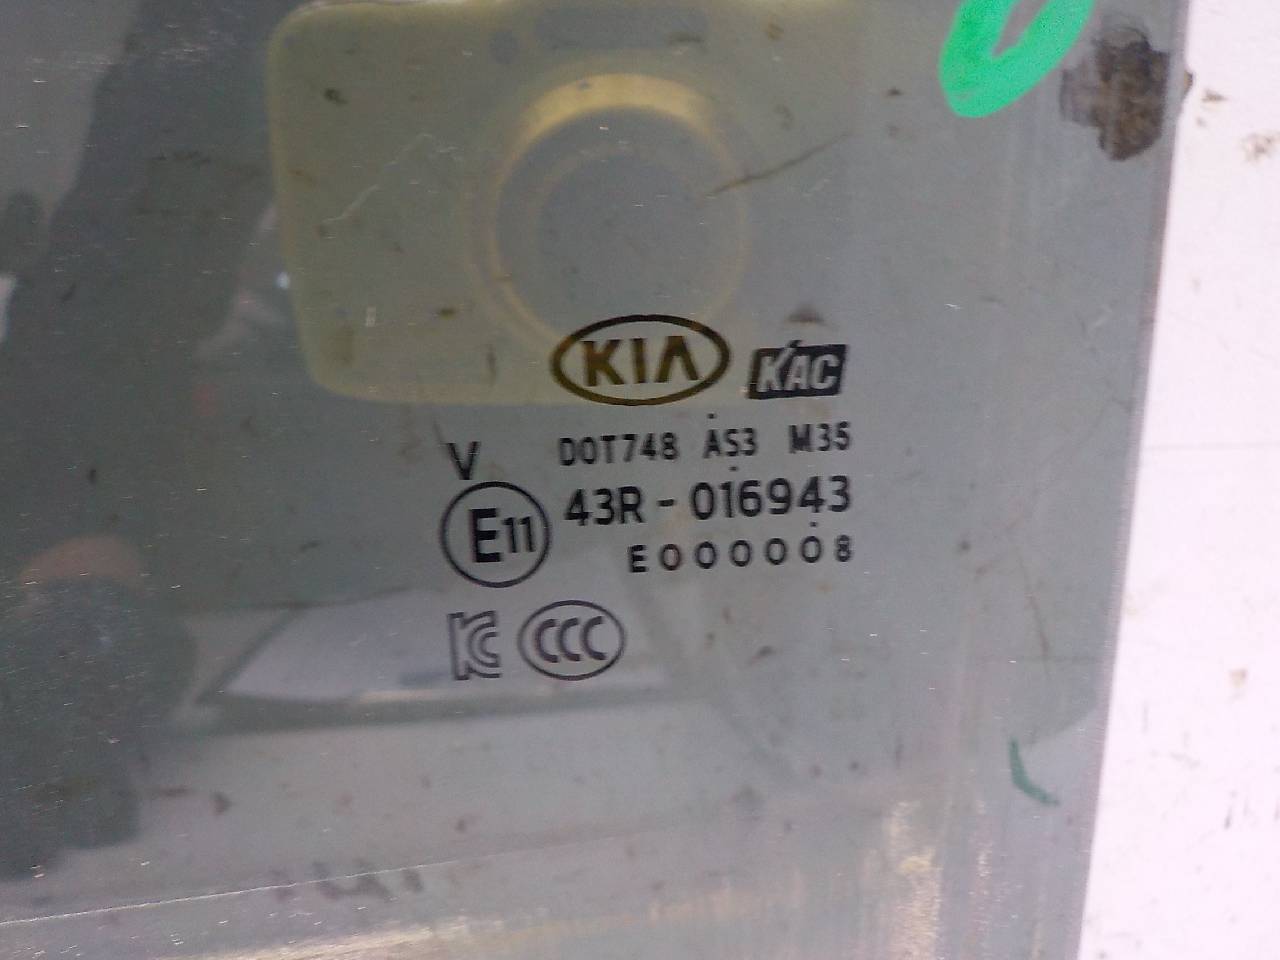 KIA KAC
V DOT748 AS3 M35
E11 43R-016943
E000008
KC CCC